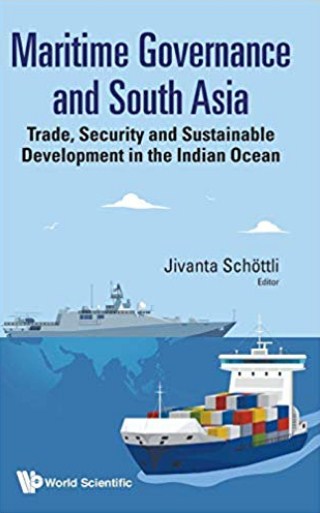 Maritime Governance
and South Asia
Trade, Security and Sustainable
Development in the Indian Ocean
Jivanta Schöttli
Editor
World Scientific